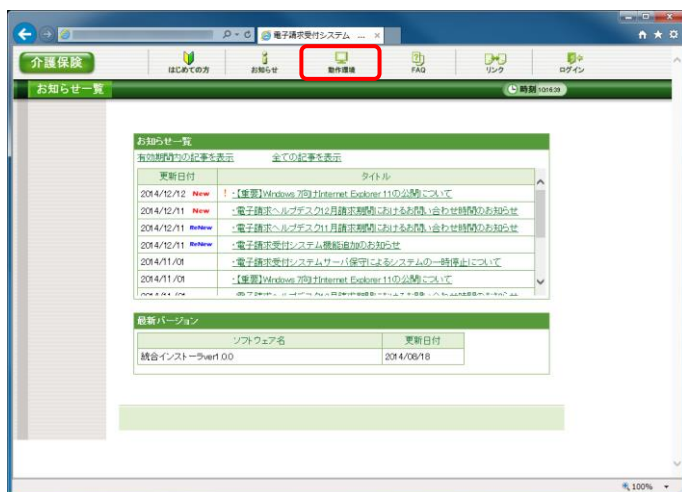 電子請求受付システム ...
介護保険
はじめての方
お知らせ
動作環境
FAQ
リンク
ログイン
お知らせ一覧
時刻 10:16:39
お知らせ一覧
有効期間内の記事を表示 全ての記事を表示
更新日付 タイトル
2014/12/12 New ! ・【重要】Windows 7向けInternet Explorer 11の公開について
2014/12/11 New ・電子請求ヘルプデスク12月請求期間におけるお問い合わせ時間のお知らせ
2014/12/11 ReNew ・電子請求ヘルプデスク11月請求期間におけるお問い合わせ時間のお知らせ
2014/12/11 ReNew ・電子請求受付システム機能追加のお知らせ
2014/11/01 ・電子請求受付システムサーバ保守によるシステムの一時停止について
2014/11/01 ・【重要】Windows 7向けInternet Explorer 11の公開について
最新バージョン
ソフトウェア名 更新日付
統合インストーラver1.0.0 2014/08/18
100%